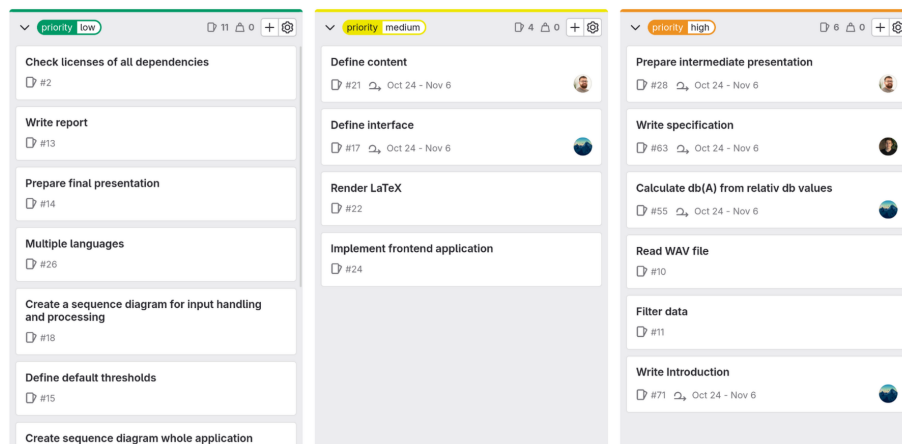 priority low 11 0
Check licenses of all dependencies
#2
Write report
#13
Prepare final presentation
#14
Multiple languages
#26
Create a sequence diagram for input handling
and processing
#18
Define default thresholds
#15
Create sequence diagram whole application
priority medium 4 0
Define content
#21 Oct 24 - Nov 6
Define interface
#17 Oct 24 - Nov 6
Render LaTeX
#22
Implement frontend application
#24
priority high 6 0
Prepare intermediate presentation
#28 Oct 24 - Nov 6
Write specification
#63 Oct 24 - Nov 6
Calculate db(A) from relativ db values
#55 Oct 24 - Nov 6
Read WAV file
#10
Filter data
#11
Write Introduction
#71 Oct 24 - Nov 6